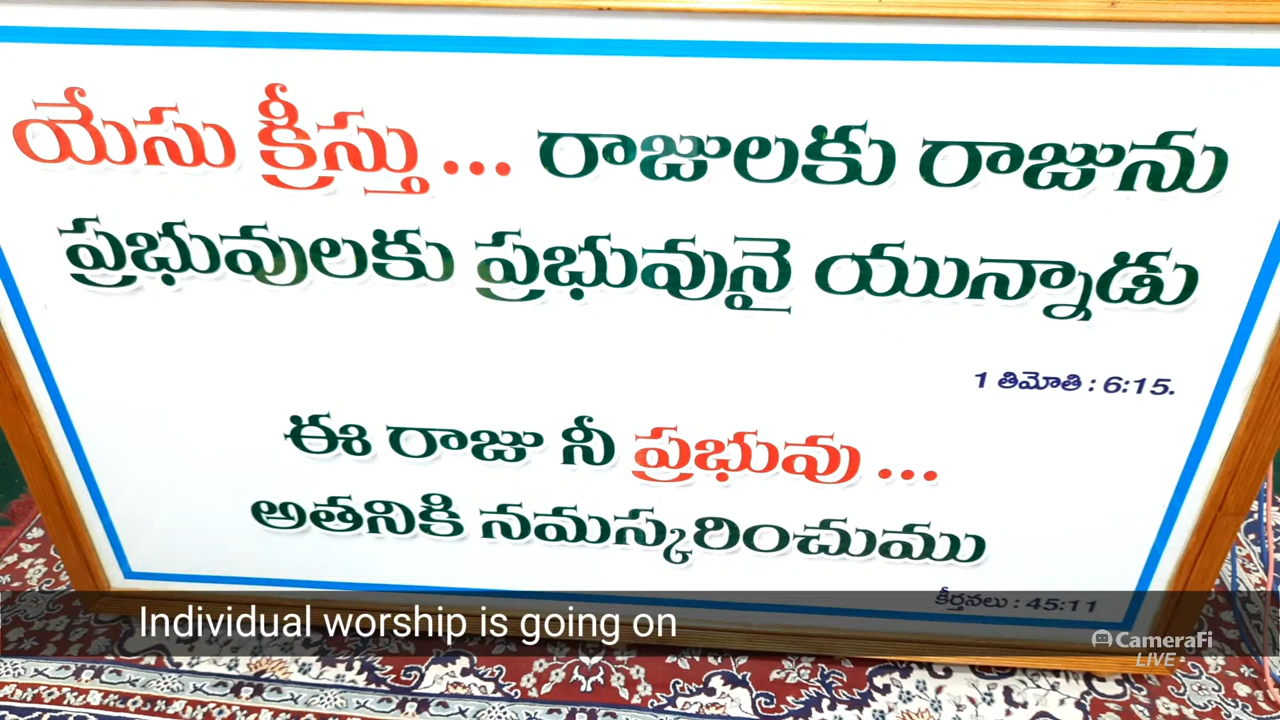 యేసు క్రీస్తు... రాజులకు రాజును
ప్రభువులకు ప్రభువునై యున్నాడు
1 తిమోతి : 6:15.
ఈ రాజు నీ ప్రభువు...
అతనికి నమస్కరించుము
కీర్తనలు : 45:11
Individual worship is going on
CameraFi
LIVE